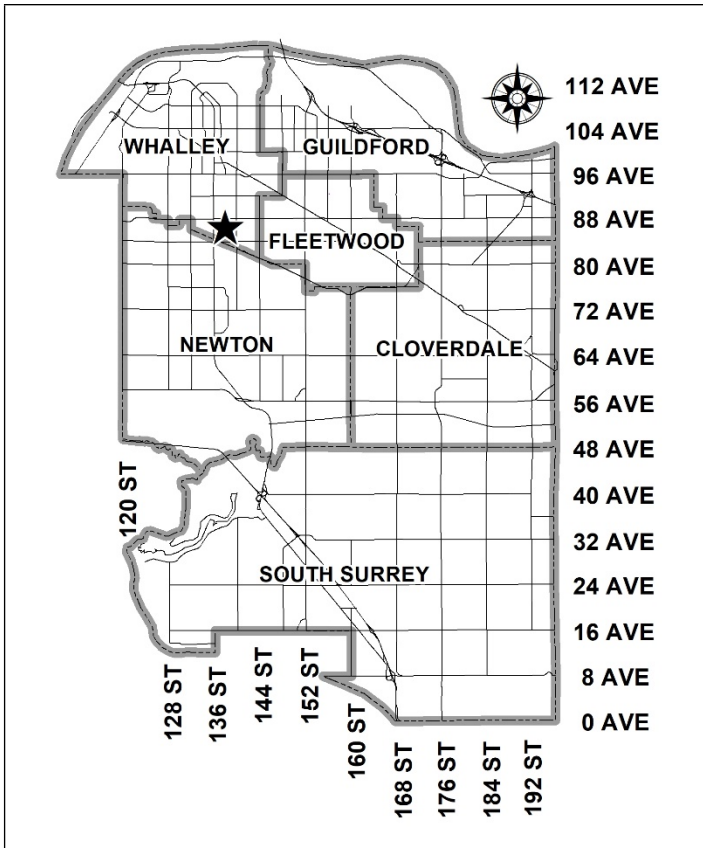 112 AVE
104 AVE
WHALLEY
GUILDFORD
96 AVE
88 AVE
FLEETWOOD
80 AVE
72 AVE
NEWTON
CLOVERDALE
64 AVE
56 AVE
48 AVE
120 ST
40 AVE
32 AVE
SOUTH SURREY
24 AVE
16 AVE
8 AVE
0 AVE
128 ST
136 ST
144 ST
152 ST
160 ST
168 ST
176 ST
184 ST
192 ST